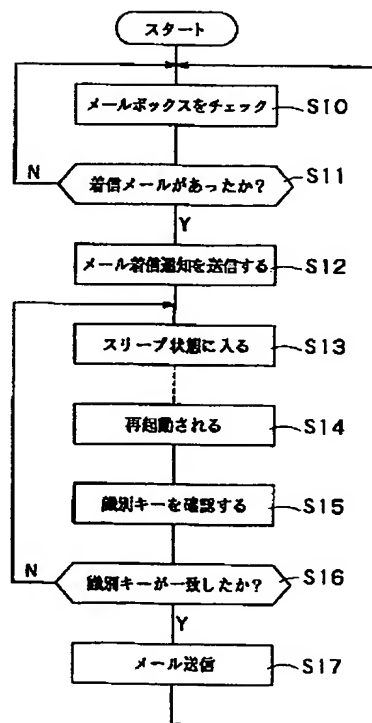 スタート
メールボックスをチェック S10
着信メールがあったか? S11
N
Y
メール着信通知を送信する S12
スリープ状態に入る S13
再起動される S14
識別キーを確認する S15
識別キーが一致したか? S16
N
Y
メール送信 S17